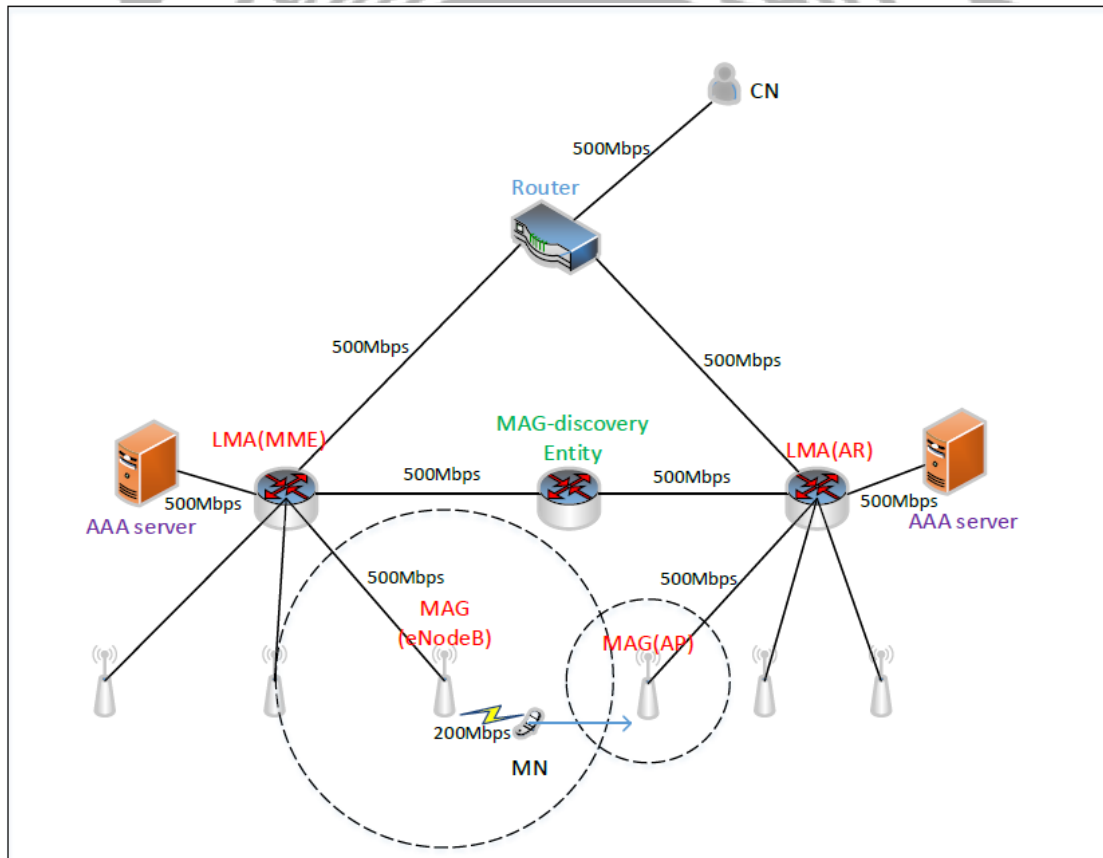 CN
500Mbps
Router
500Mbps
500Mbps
MAG-discovery
Entity
LMA(MME)
LMA(AR)
500Mbps
500Mbps
500Mbps
500Mbps
AAA server
AAA server
500Mbps
500Mbps
MAG
(eNodeB)
MAG(AP)
200Mbps
MN